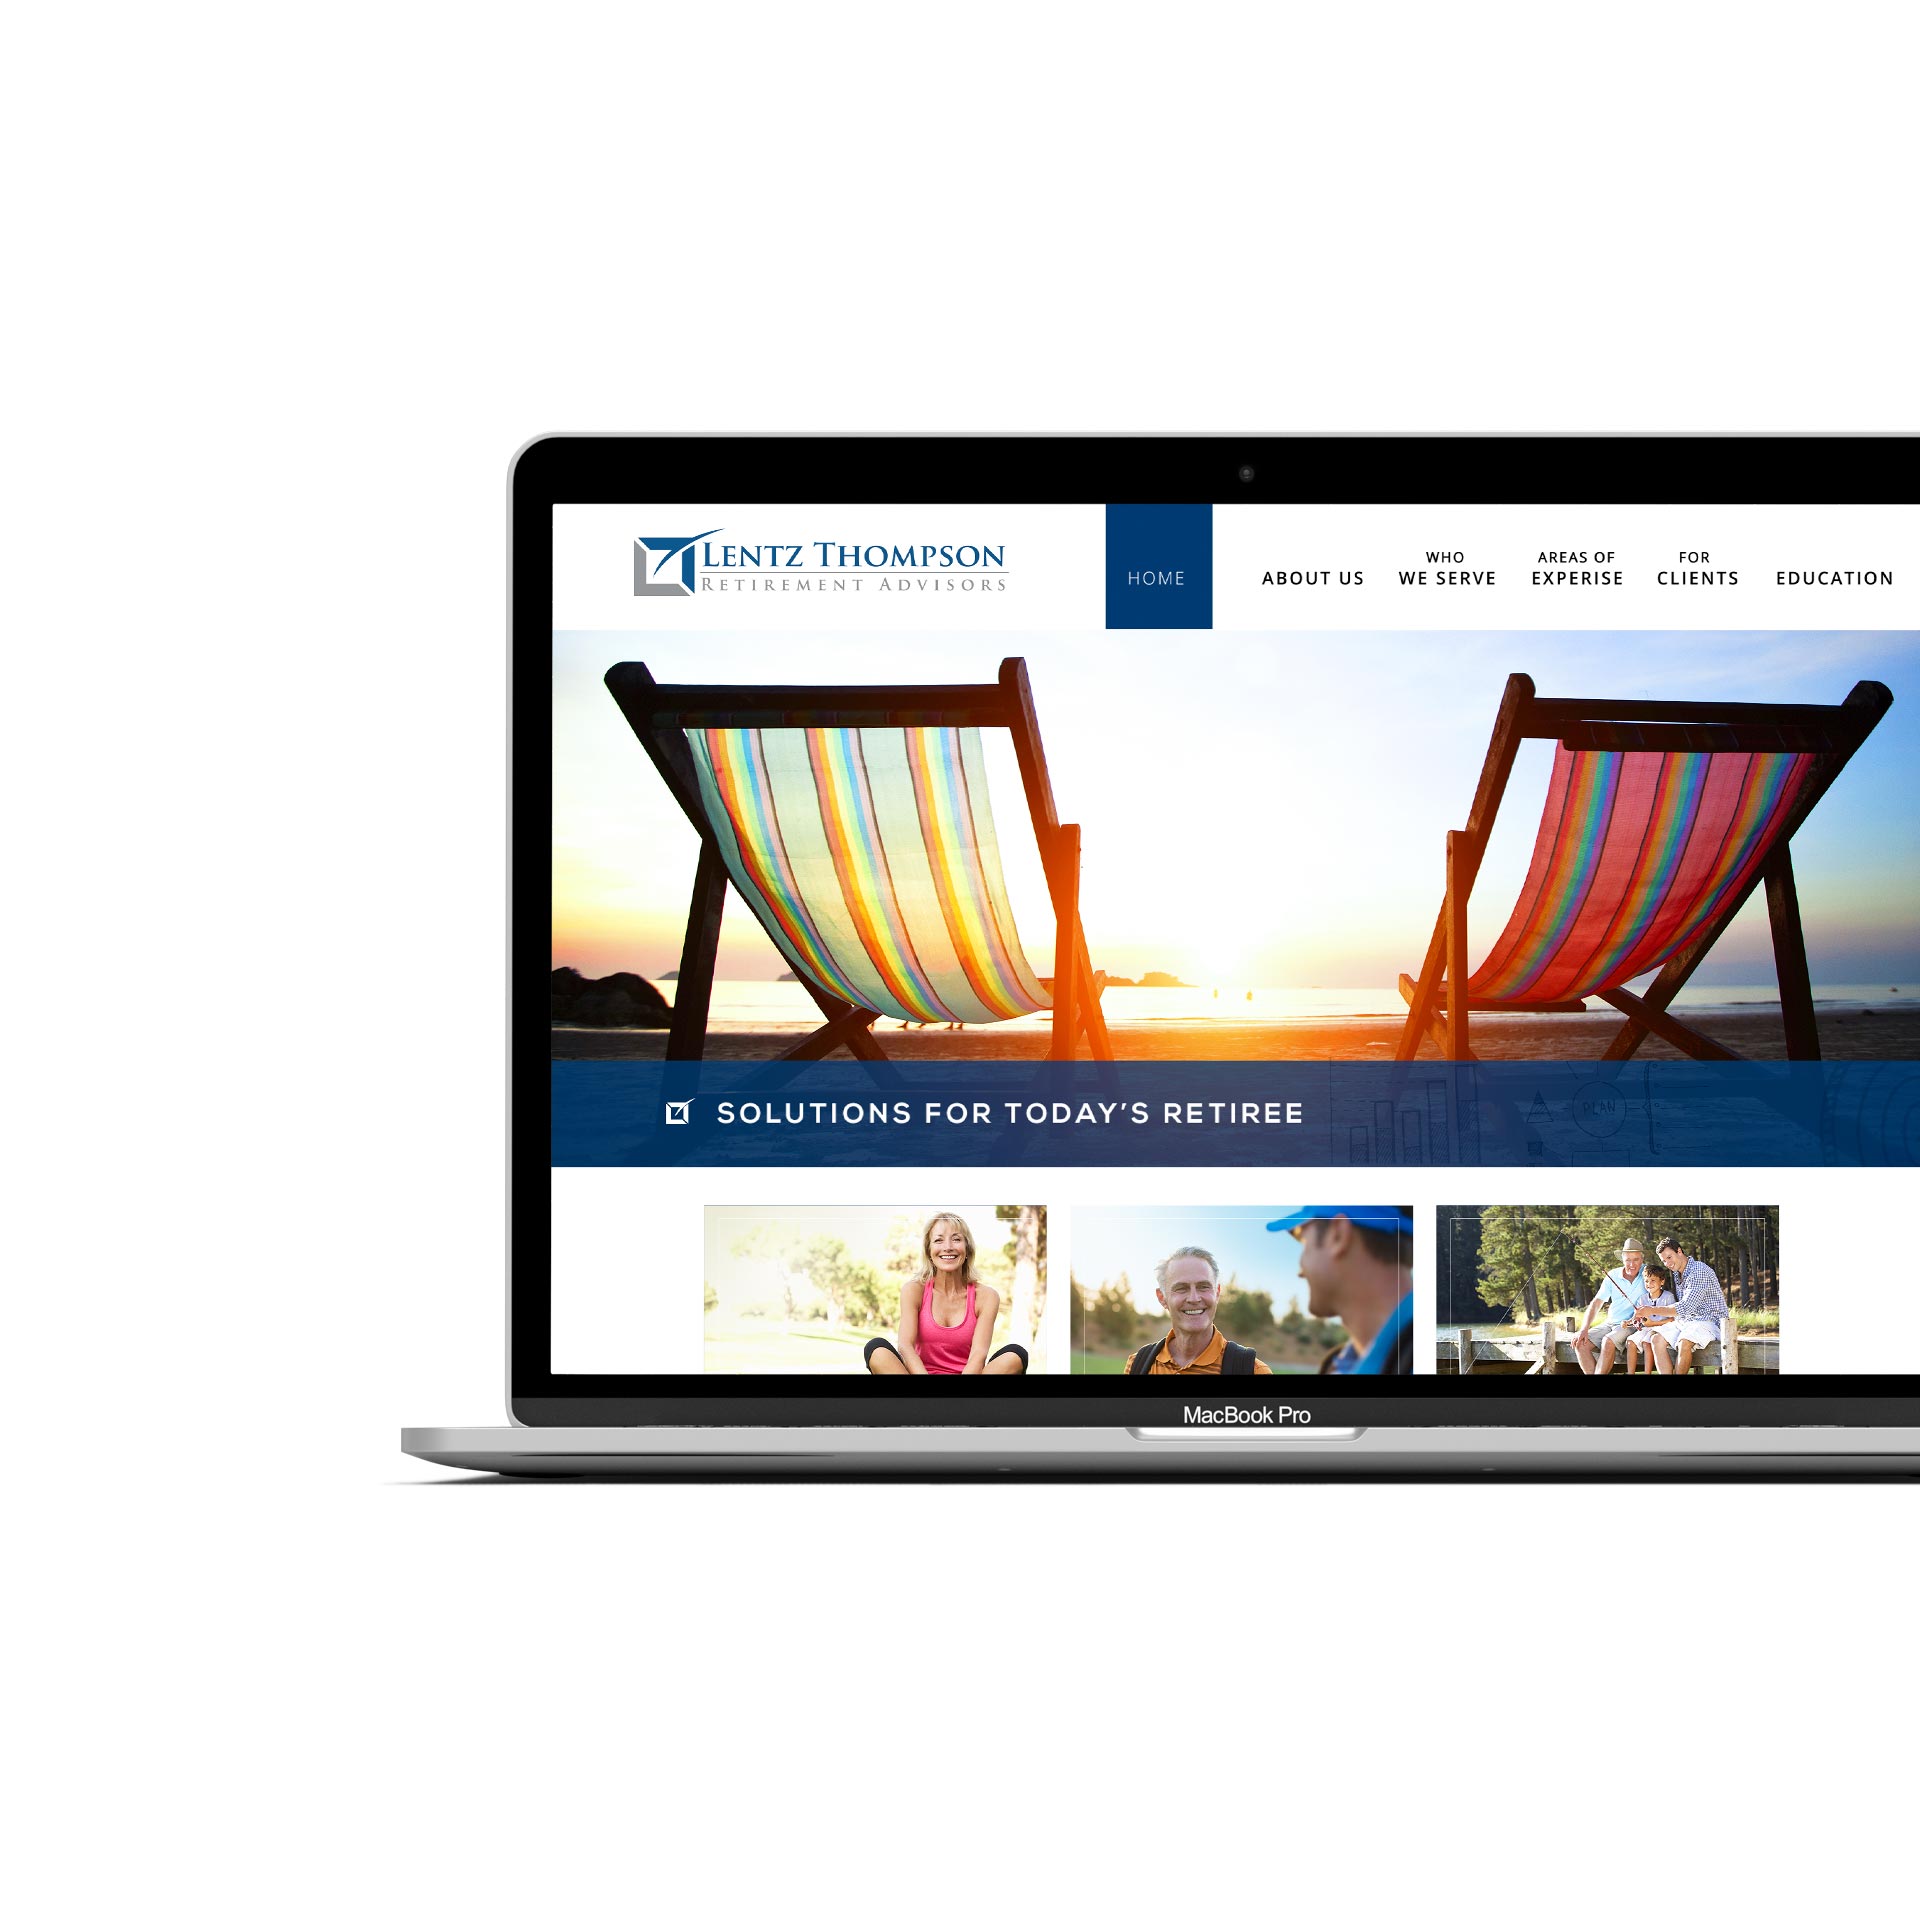 LENTZ THOMPSON
RETIREMENT ADVISORS
HOME
ABOUT US
WHO
WE SERVE
AREAS OF
EXPERISE
FOR
CLIENTS
EDUCATION
SOLUTIONS FOR TODAY'S RETIREE
PLAN
MacBook Pro